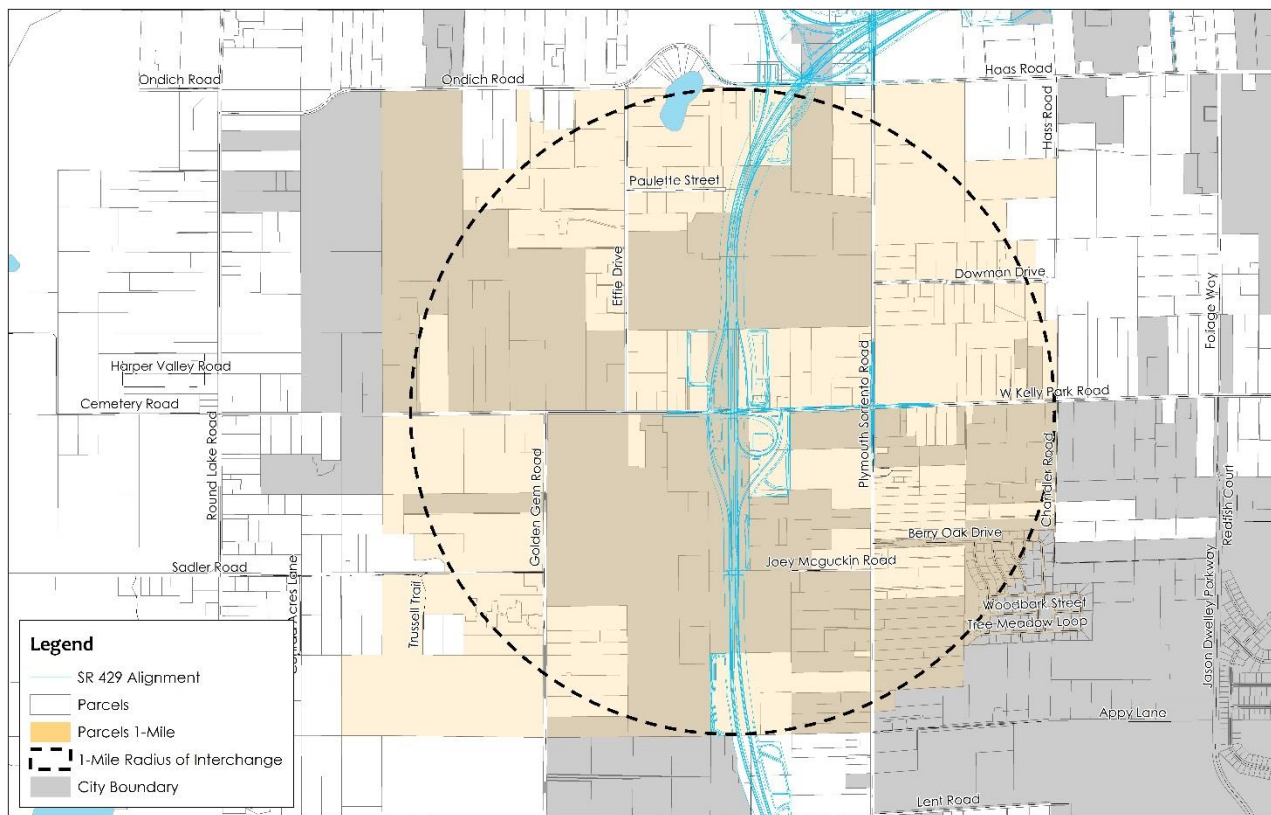 Ondich Road
Ondich Road
Haas Road
Hass Road
Paulette Street
Effie Drive
Dowman Drive
Foliage Way
Harper Valley Road
Cemetery Road
Plymouth Sorrento Road
W Kelly Park Road
Round Lake Road
Golden Gem Road
Chandler Road
Redfish Court
Berry Oak Drive
Sadler Road
Joey Mcguckin Road
Trussell Trail
Acres Lane
Woodbark Street
Tree Meadow Loop
Jason Dwelley Parkway
Appy Lane
Lent Road
Legend
SR 429 Alignment
Parcels
Parcels 1-Mile
1-Mile Radius of Interchange
City Boundary